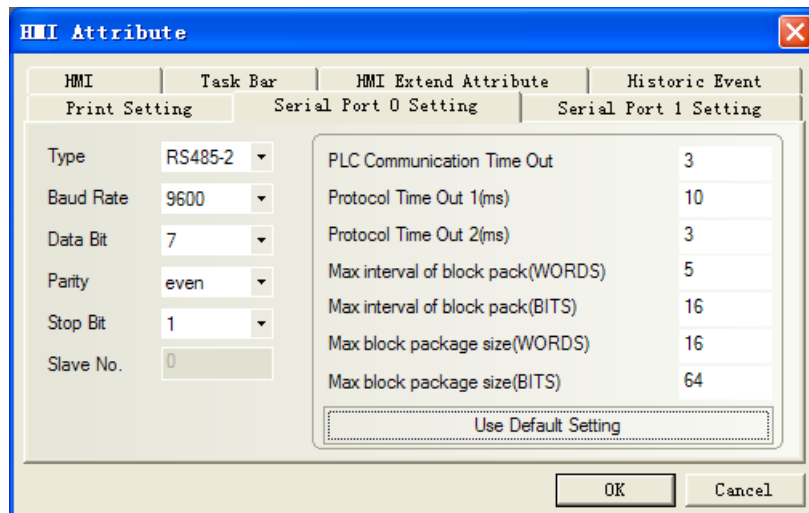 HMI Attribute
HMI Task Bar HMI Extend Attribute Historic Event
Print Setting Serial Port 0 Setting Serial Port 1 Setting
Type RS485-2
Baud Rate 9600
Data Bit 7
Parity even
Stop Bit 1
Slave No. 0
PLC Communication Time Out 3
Protocol Time Out 1(ms) 10
Protocol Time Out 2(ms) 3
Max interval of block pack(WORDS) 5
Max interval of block pack(BITS) 16
Max block package size(WORDS) 16
Max block package size(BITS) 64
Use Default Setting
OK Cancel